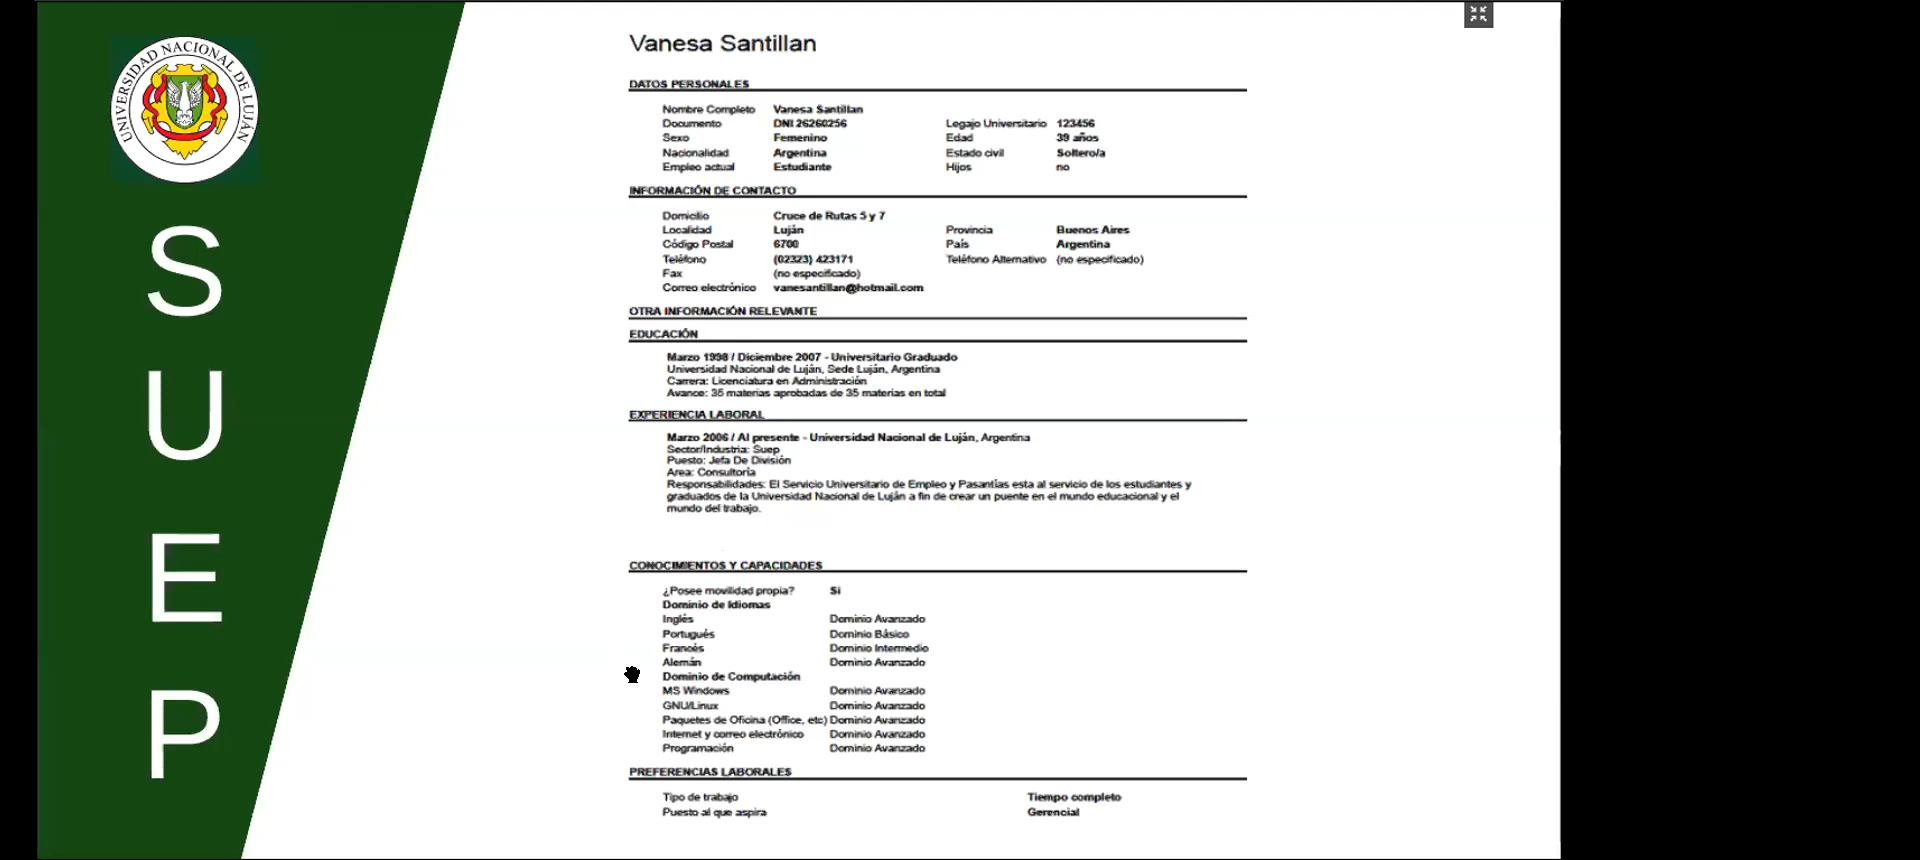 UNIVERSIDAD NACIONAL DE LUJÁN
S
U
E
P
Vanesa Santillan
DATOS PERSONALES
Nombre Completo Vanesa Santillan
Documento DNI 26260256 Legajo Universitario 123456
Sexo Femenino Edad 39 años
Nacionalidad Argentina Estado civil Soltero/a
Empleo actual Estudiante Hijos no
INFORMACIÓN DE CONTACTO
Domicilio Cruce de Rutas 5 y 7
Localidad Luján Provincia Buenos Aires
Código Postal 6700 País Argentina
Teléfono (02323) 423171 Teléfono Alternativo (no especificado)
Fax (no especificado)
Correo electrónico vanesantillan@hotmail.com
OTRA INFORMACIÓN RELEVANTE
EDUCACIÓN
Marzo 1998 / Diciembre 2007 - Universitario Graduado
Universidad Nacional de Luján, Sede Luján, Argentina
Carrera: Licenciatura en Administración
Avance: 35 materias aprobadas de 35 materias en total
EXPERIENCIA LABORAL
Marzo 2006 / Al presente - Universidad Nacional de Luján, Argentina
Sector/Industria: Suep
Puesto: Jefa De División
Area: Consultoría
Responsabilidades: El Servicio Universitario de Empleo y Pasantías esta al servicio de los estudiantes y
graduados de la Universidad Nacional de Luján a fin de crear un puente en el mundo educacional y el
mundo del trabajo.
CONOCIMIENTOS Y CAPACIDADES
¿Posee movilidad propia? Si
Dominio de Idiomas
Inglés Dominio Avanzado
Portugués Dominio Básico
Francés Dominio Intermedio
Alemán Dominio Avanzado
Dominio de Computación
MS Windows Dominio Avanzado
GNU/Linux Dominio Avanzado
Paquetes de Oficina (Office, etc) Dominio Avanzado
Internet y correo electrónico Dominio Avanzado
Programación Dominio Avanzado
PREFERENCIAS LABORALES
Tipo de trabajo Tiempo completo
Puesto al que aspira Gerencial